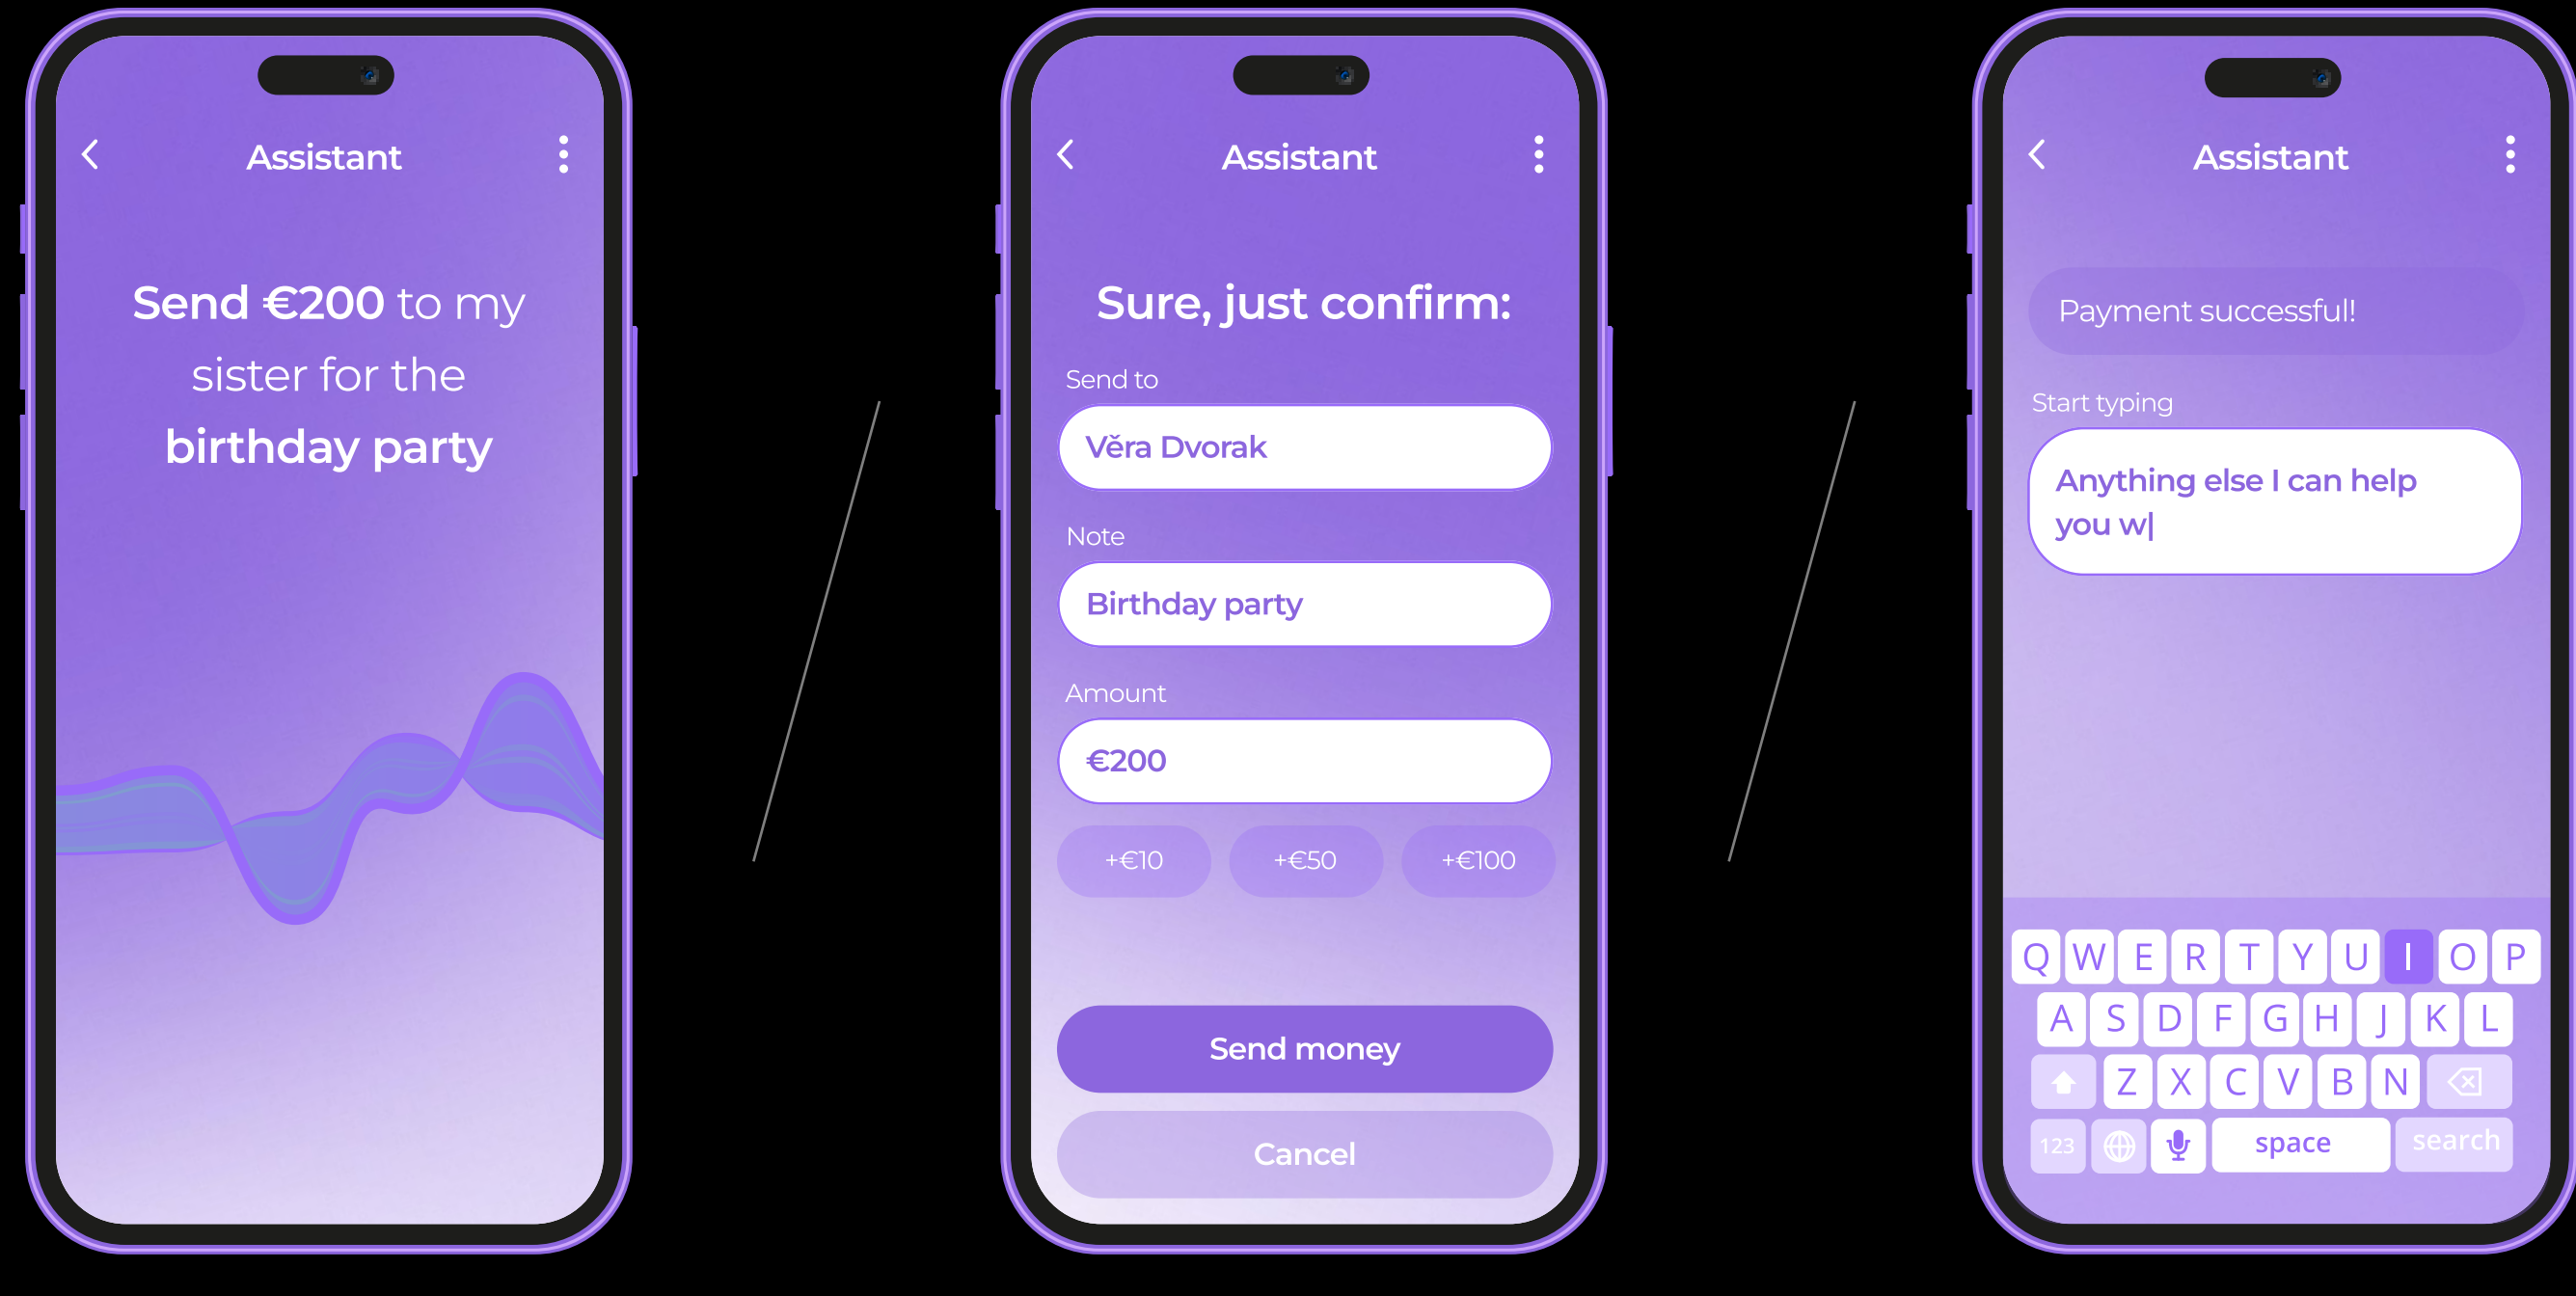 Assistant
Send €200 to my
sister for the
birthday party
Assistant
Sure, just confirm:
Send to
Věra Dvorak
Note
Birthday party
Amount
€200
+€10 +€50 +€100
Send money
Cancel
Assistant
Payment successful!
Start typing
Anything else I can help
you w|
Q W E R T Y U I O P
A S D F G H J K L
Z X C V B N
123 space search